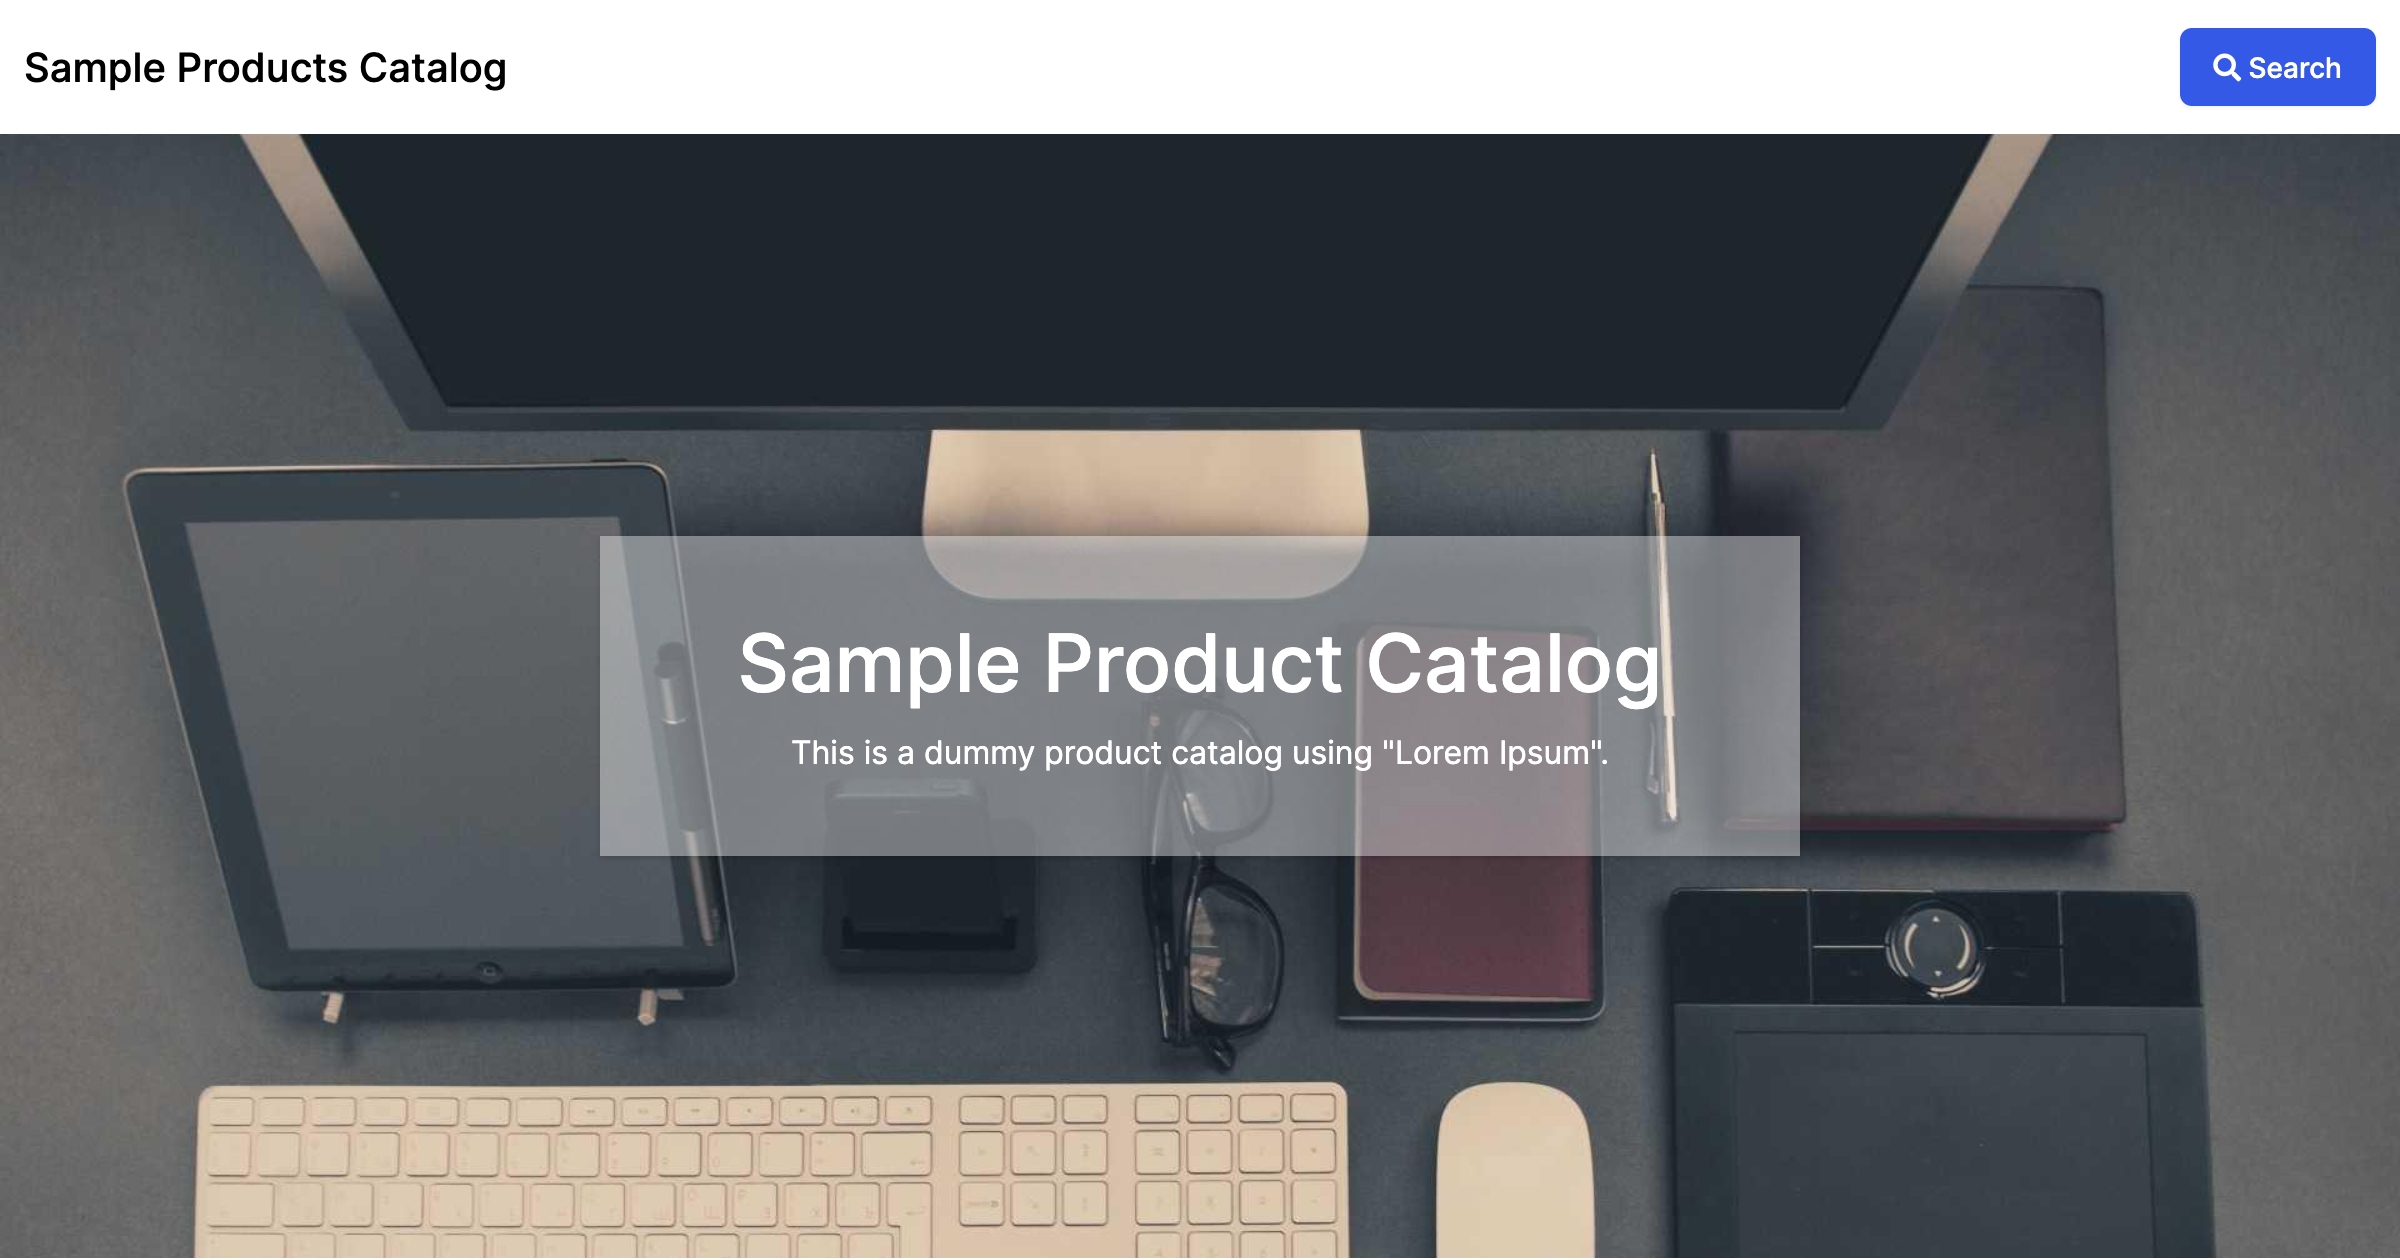 Sample Products Catalog
Search
Sample Product Catalog
This is a dummy product catalog using "Lorem Ipsum".